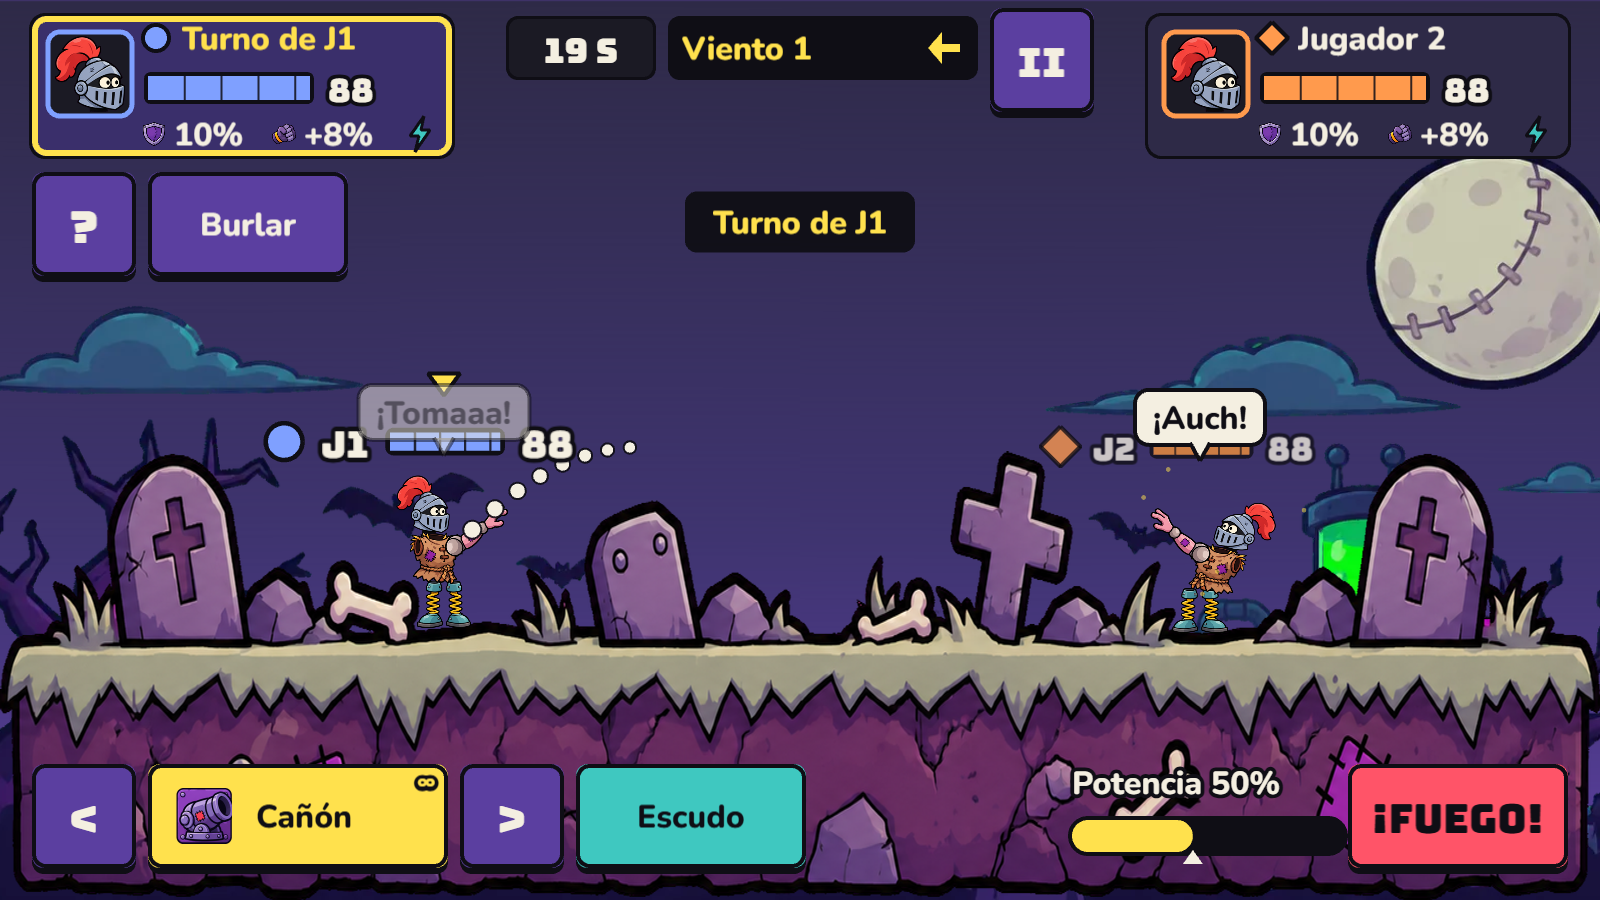 Turno de J1
88
10% +8%
19 S
Viento 1
II
Jugador 2
88
10% +8%
?
Burlar
Turno de J1
¡Tomaaa!
J1 88
¡Auch!
J2 88
<
Cañón
∞
>
Escudo
Potencia 50%
¡FUEGO!